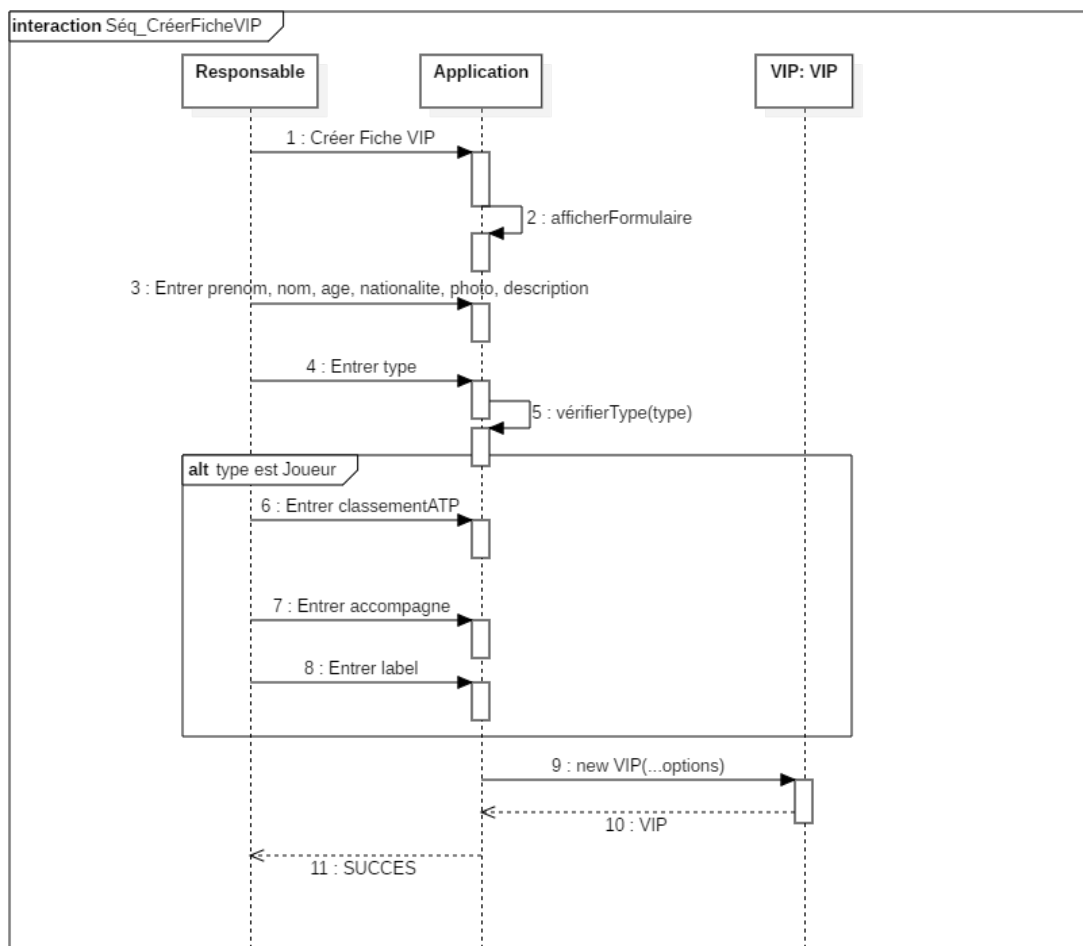 interaction Séq_CréerFicheVIP
Responsable
Application
VIP: VIP
1 : Créer Fiche VIP
2 : afficherFormulaire
3 : Entrer prenom, nom, age, nationalite, photo, description
4 : Entrer type
5 : vérifierType(type)
alt type est Joueur
6 : Entrer classementATP
7 : Entrer accompagne
8 : Entrer label
9 : new VIP(...options)
10 : VIP
11 : SUCCES